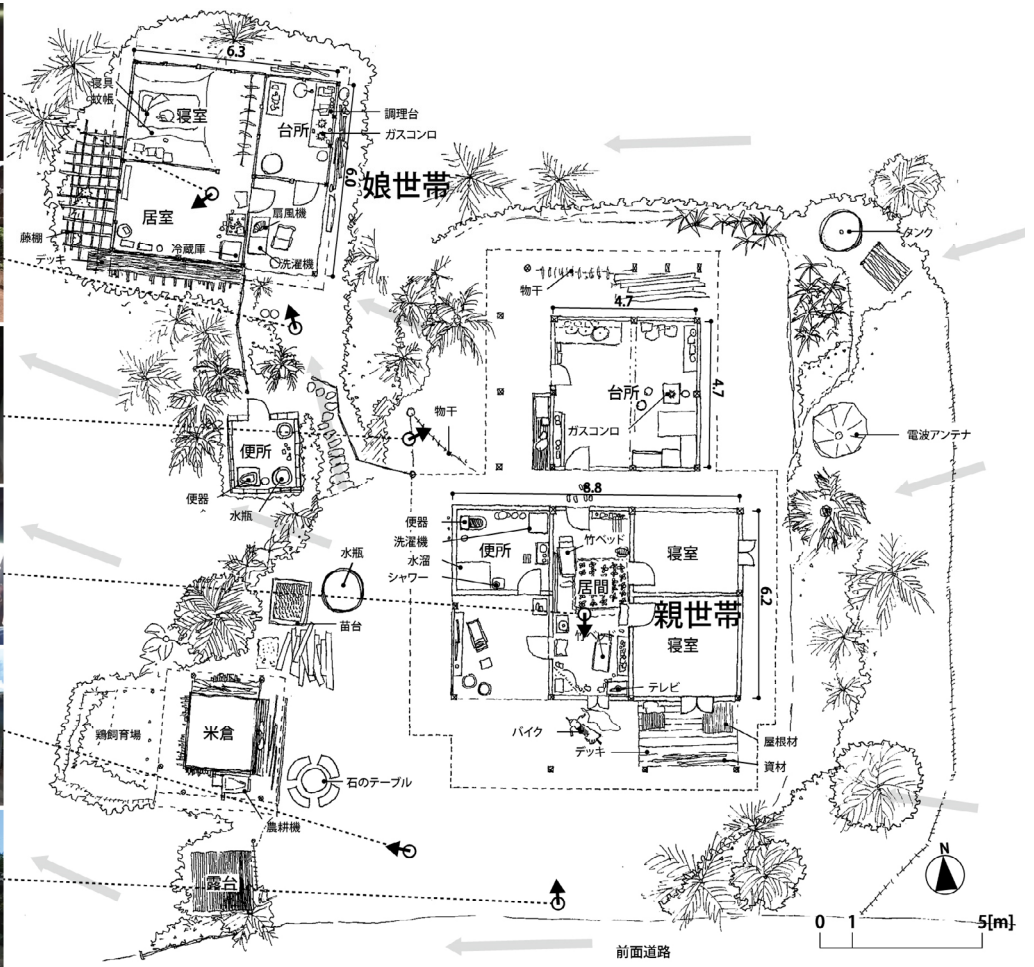 6.3
寝具
蚊帳
寝室
台所
調理台
ガスコンロ
6.0
娘世帯
居室
扇風機
冷蔵庫
洗濯機
藤棚
デッキ
タンク
物干
4.7
4.7
台所
ガスコンロ
物干
電波アンテナ
便所
便器
水瓶
8.8
便器
洗濯機
水溜
シャワー
便所
竹ベッド
居間
寝室
6.2
親世帯
寝室
水瓶
苗台
テレビ
バイク
デッキ
屋根材
資材
鶏飼育場
米倉
石のテーブル
農耕機
露台
N
0 1 5[m]
前面道路